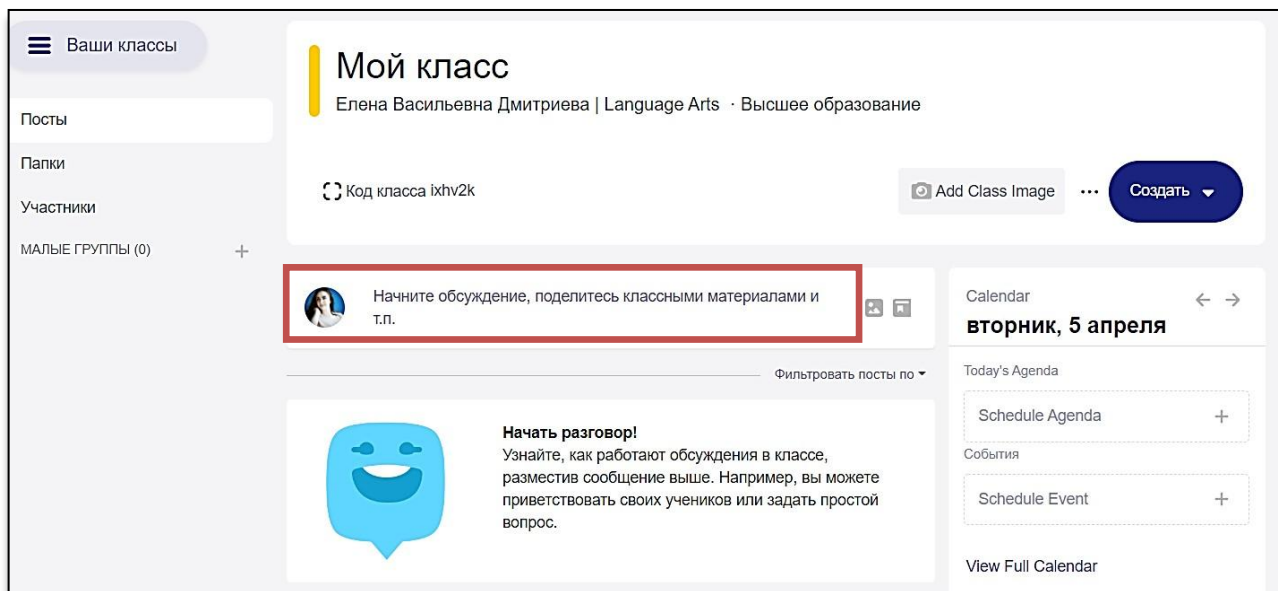 Ваши классы
Посты
Папки
Участники
МАЛЫЕ ГРУППЫ (0)
Мой класс
Елена Васильевна Дмитриева | Language Arts · Высшее образование
Код класса ixhv2k
Add Class Image
Создать
Начните обсуждение, поделитесь классными материалами и
т.п.
Фильтровать посты по
Начать разговор!
Узнайте, как работают обсуждения в классе,
разместив сообщение выше. Например, вы можете
приветствовать своих учеников или задать простой
вопрос.
Calendar
вторник, 5 апреля
Today's Agenda
Schedule Agenda
События
Schedule Event
View Full Calendar